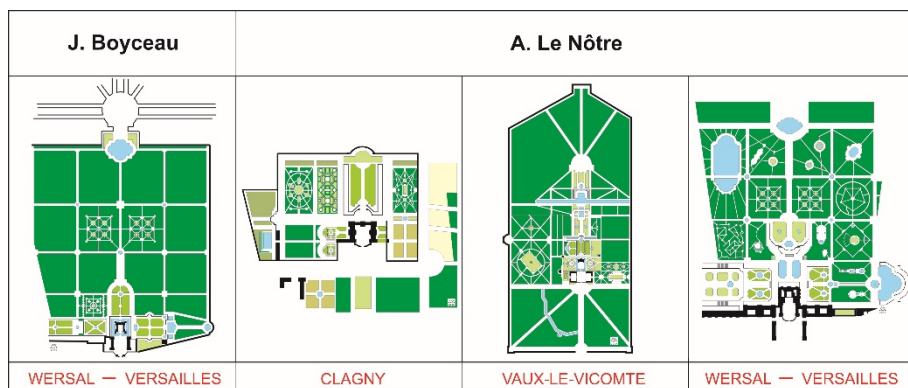 J. Boyceau
A. Le Nôtre
WERSAL — VERSAILLES
CLAGNY
VAUX-LE-VICOMTE
WERSAL — VERSAILLES